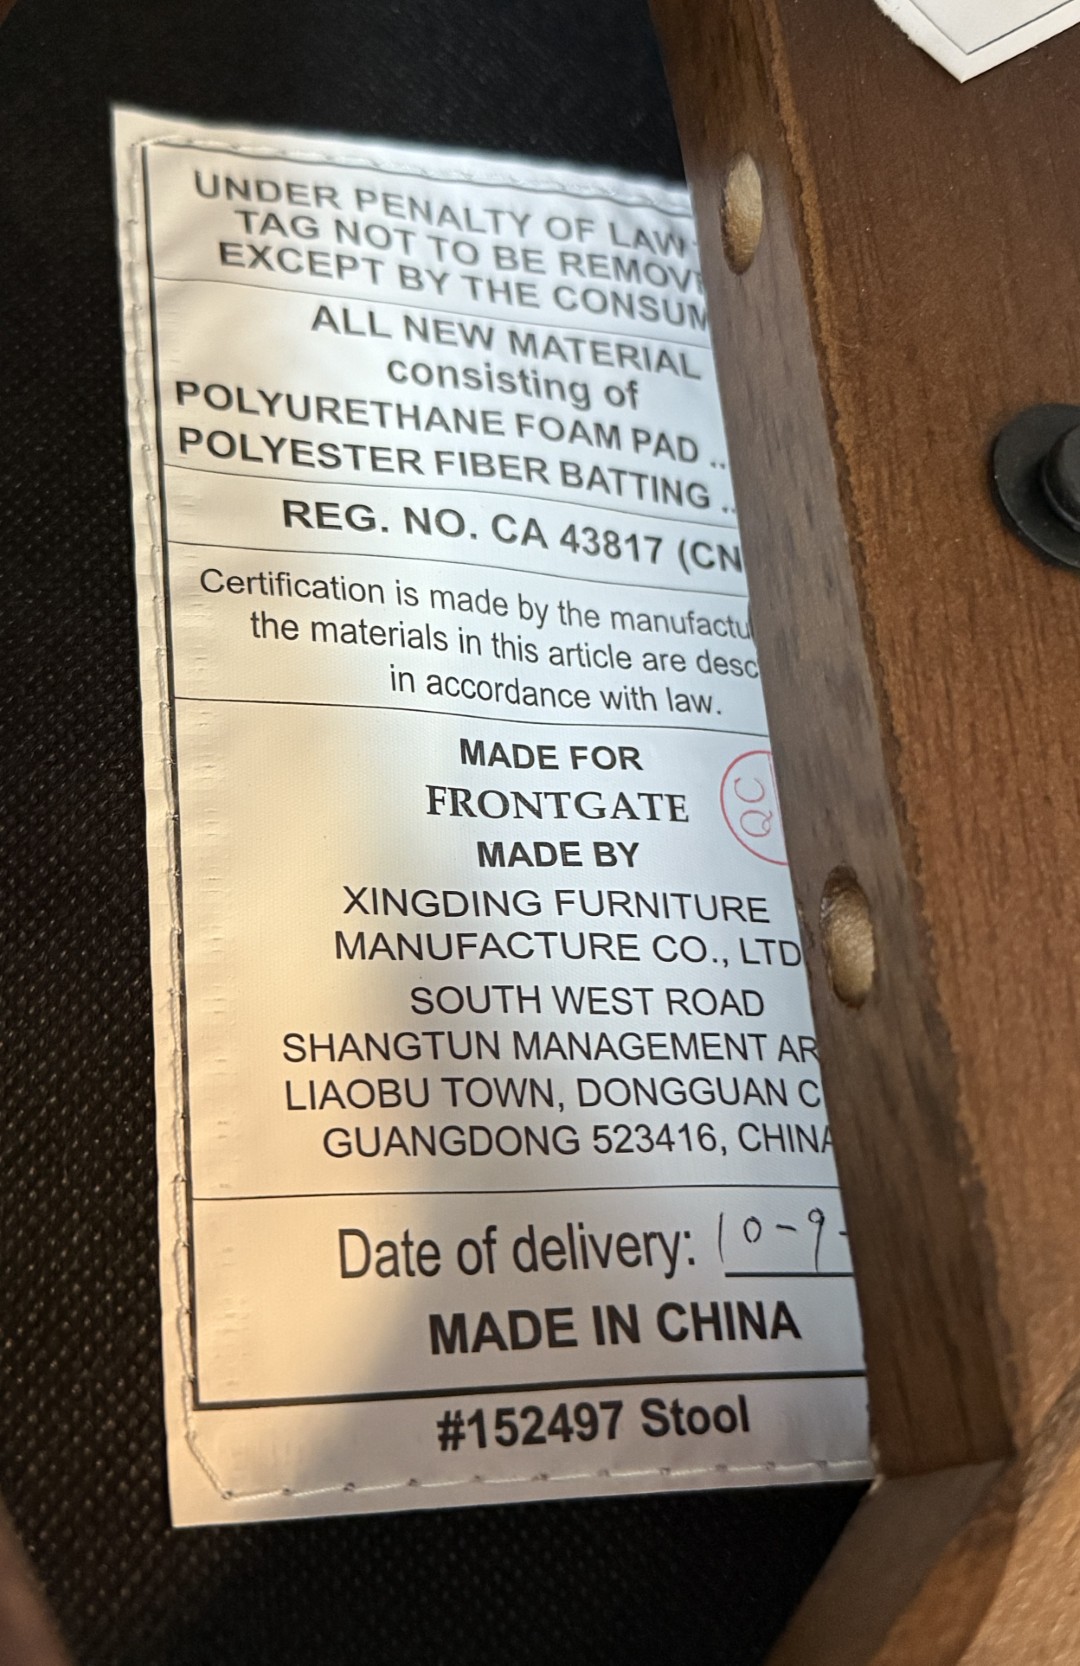 UNDER PENALTY OF LAW
TAG NOT TO BE REMOV
EXCEPT BY THE CONSUM
ALL NEW MATERIAL
consisting of
POLYURETHANE FOAM PAD ..
POLYESTER FIBER BATTING ..
REG. NO. CA 43817 (CN
Certification is made by the manufactu
the materials in this article are desc
in accordance with law.
MADE FOR
FRONTGATE
QC
MADE BY
XINGDING FURNITURE
MANUFACTURE CO., LTD
SOUTH WEST ROAD
SHANGTUN MANAGEMENT AR
LIAOBU TOWN, DONGGUAN C
GUANGDONG 523416, CHINA
Date of delivery: 10-9-
MADE IN CHINA
#152497 Stool